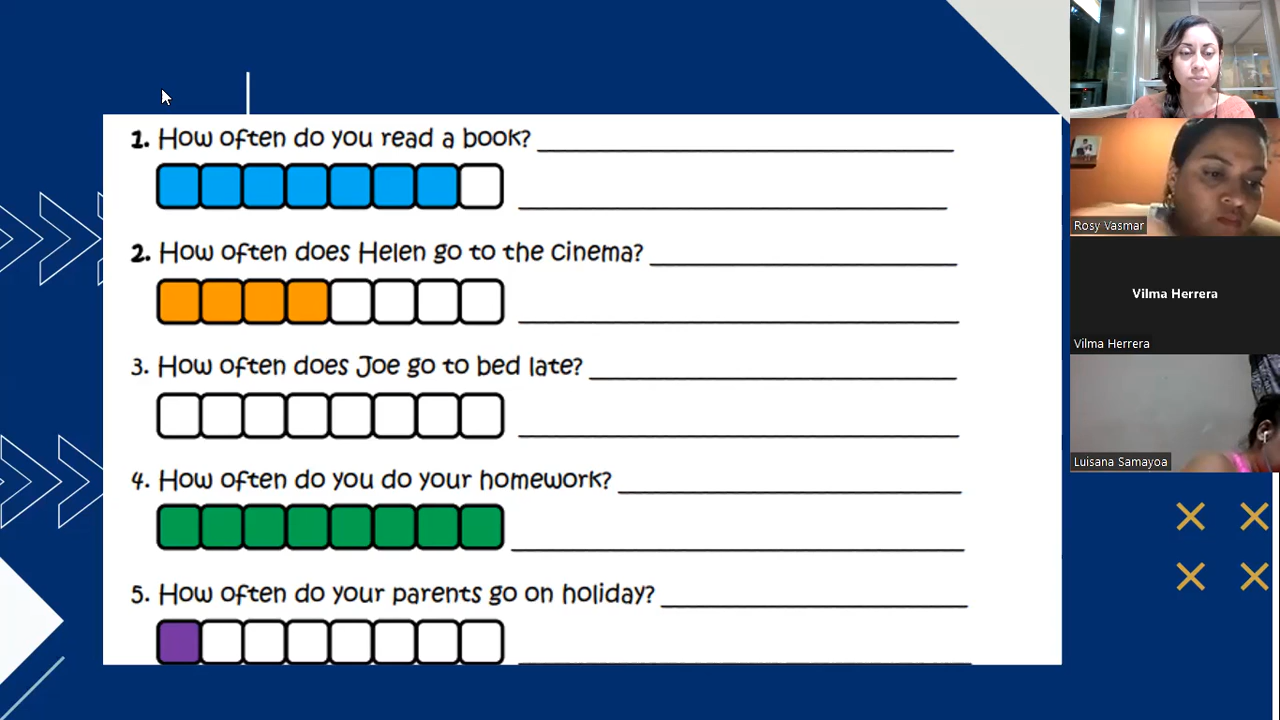 1. How often do you read a book?
2. How often does Helen go to the cinema?
3. How often does Joe go to bed late?
4. How often do you do your homework?
5. How often do your parents go on holiday?
Rosy Vasmar
Vilma Herrera
Vilma Herrera
Luisana Samayoa